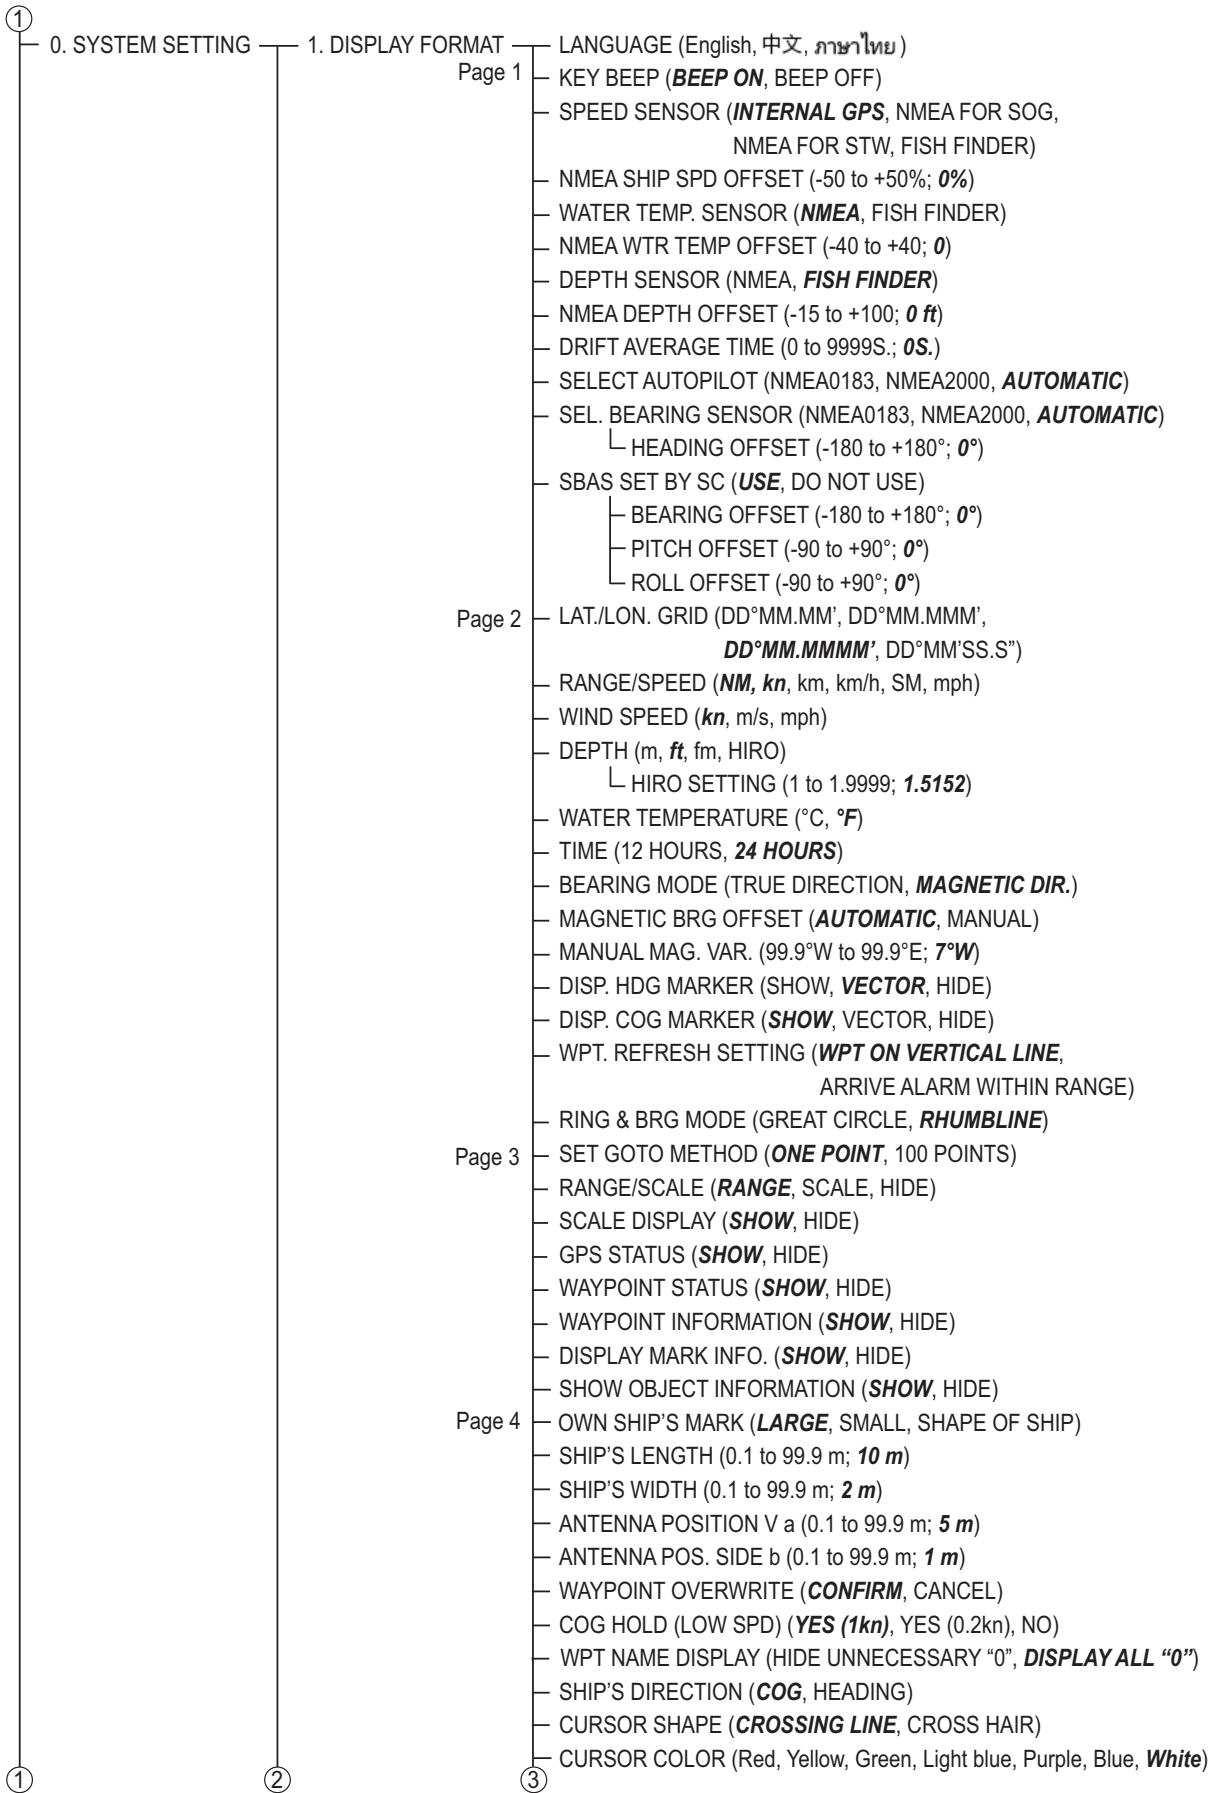 ①
0. SYSTEM SETTING 1. DISPLAY FORMAT LANGUAGE (English, 中文, ภาษาไทย)
Page 1 KEY BEEP (BEEP ON, BEEP OFF)
SPEED SENSOR (INTERNAL GPS, NMEA FOR SOG,
NMEA FOR STW, FISH FINDER)
NMEA SHIP SPD OFFSET (-50 to +50%; 0%)
WATER TEMP. SENSOR (NMEA, FISH FINDER)
NMEA WTR TEMP OFFSET (-40 to +40; 0)
DEPTH SENSOR (NMEA, FISH FINDER)
NMEA DEPTH OFFSET (-15 to +100; 0 ft)
DRIFT AVERAGE TIME (0 to 9999S.; 0S.)
SELECT AUTOPILOT (NMEA0183, NMEA2000, AUTOMATIC)
SEL. BEARING SENSOR (NMEA0183, NMEA2000, AUTOMATIC)
HEADING OFFSET (-180 to +180°; 0°)
SBAS SET BY SC (USE, DO NOT USE)
BEARING OFFSET (-180 to +180°; 0°)
PITCH OFFSET (-90 to +90°; 0°)
ROLL OFFSET (-90 to +90°; 0°)
Page 2 LAT./LON. GRID (DD°MM.MM’, DD°MM.MMM’,
DD°MM.MMMM’, DD°MM’SS.S”)
RANGE/SPEED (NM, kn, km, km/h, SM, mph)
WIND SPEED (kn, m/s, mph)
DEPTH (m, ft, fm, HIRO)
HIRO SETTING (1 to 1.9999; 1.5152)
WATER TEMPERATURE (°C, °F)
TIME (12 HOURS, 24 HOURS)
BEARING MODE (TRUE DIRECTION, MAGNETIC DIR.)
MAGNETIC BRG OFFSET (AUTOMATIC, MANUAL)
MANUAL MAG. VAR. (99.9°W to 99.9°E; 7°W)
DISP. HDG MARKER (SHOW, VECTOR, HIDE)
DISP. COG MARKER (SHOW, VECTOR, HIDE)
WPT. REFRESH SETTING (WPT ON VERTICAL LINE,
ARRIVE ALARM WITHIN RANGE)
RING & BRG MODE (GREAT CIRCLE, RHUMBLINE)
Page 3 SET GOTO METHOD (ONE POINT, 100 POINTS)
RANGE/SCALE (RANGE, SCALE, HIDE)
SCALE DISPLAY (SHOW, HIDE)
GPS STATUS (SHOW, HIDE)
WAYPOINT STATUS (SHOW, HIDE)
WAYPOINT INFORMATION (SHOW, HIDE)
DISPLAY MARK INFO. (SHOW, HIDE)
SHOW OBJECT INFORMATION (SHOW, HIDE)
Page 4 OWN SHIP’S MARK (LARGE, SMALL, SHAPE OF SHIP)
SHIP’S LENGTH (0.1 to 99.9 m; 10 m)
SHIP’S WIDTH (0.1 to 99.9 m; 2 m)
ANTENNA POSITION V a (0.1 to 99.9 m; 5 m)
ANTENNA POS. SIDE b (0.1 to 99.9 m; 1 m)
WAYPOINT OVERWRITE (CONFIRM, CANCEL)
COG HOLD (LOW SPD) (YES (1kn), YES (0.2kn), NO)
WPT NAME DISPLAY (HIDE UNNECESSARY “0”, DISPLAY ALL “0”)
SHIP’S DIRECTION (COG, HEADING)
CURSOR SHAPE (CROSSING LINE, CROSS HAIR)
CURSOR COLOR (Red, Yellow, Green, Light blue, Purple, Blue, White)
① ② ③